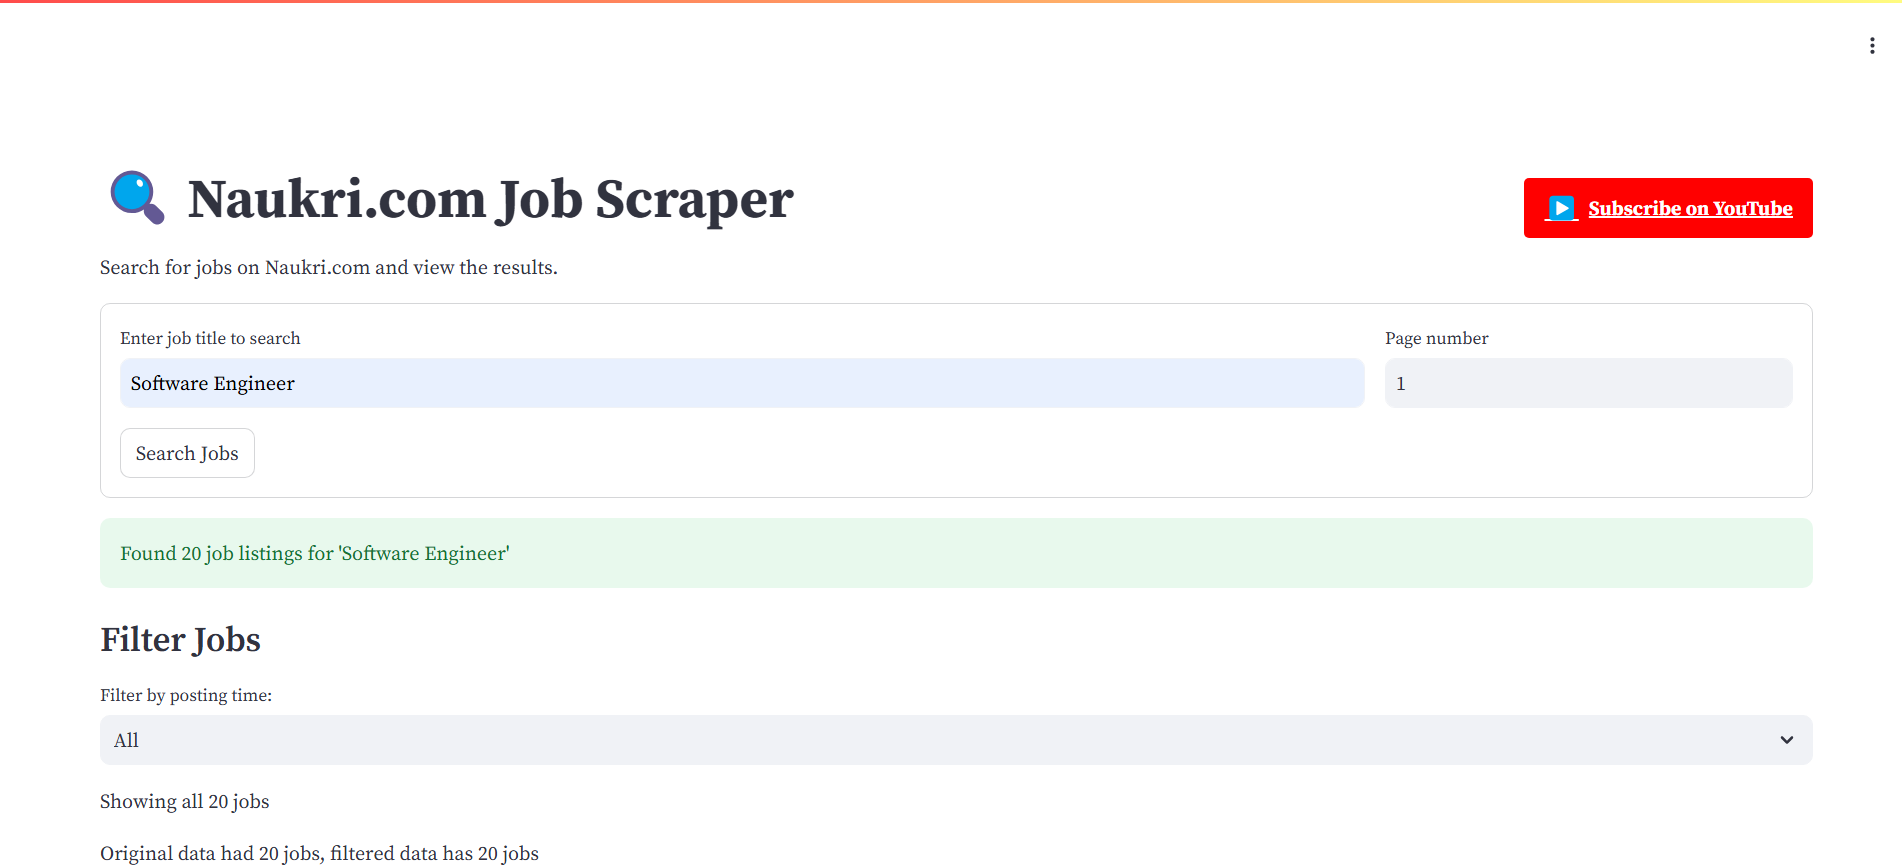 Naukri.com Job Scraper
Subscribe on YouTube
Search for jobs on Naukri.com and view the results.
Enter job title to search
Page number
Software Engineer
1
Search Jobs
Found 20 job listings for 'Software Engineer'
Filter Jobs
Filter by posting time:
All
Showing all 20 jobs
Original data had 20 jobs, filtered data has 20 jobs